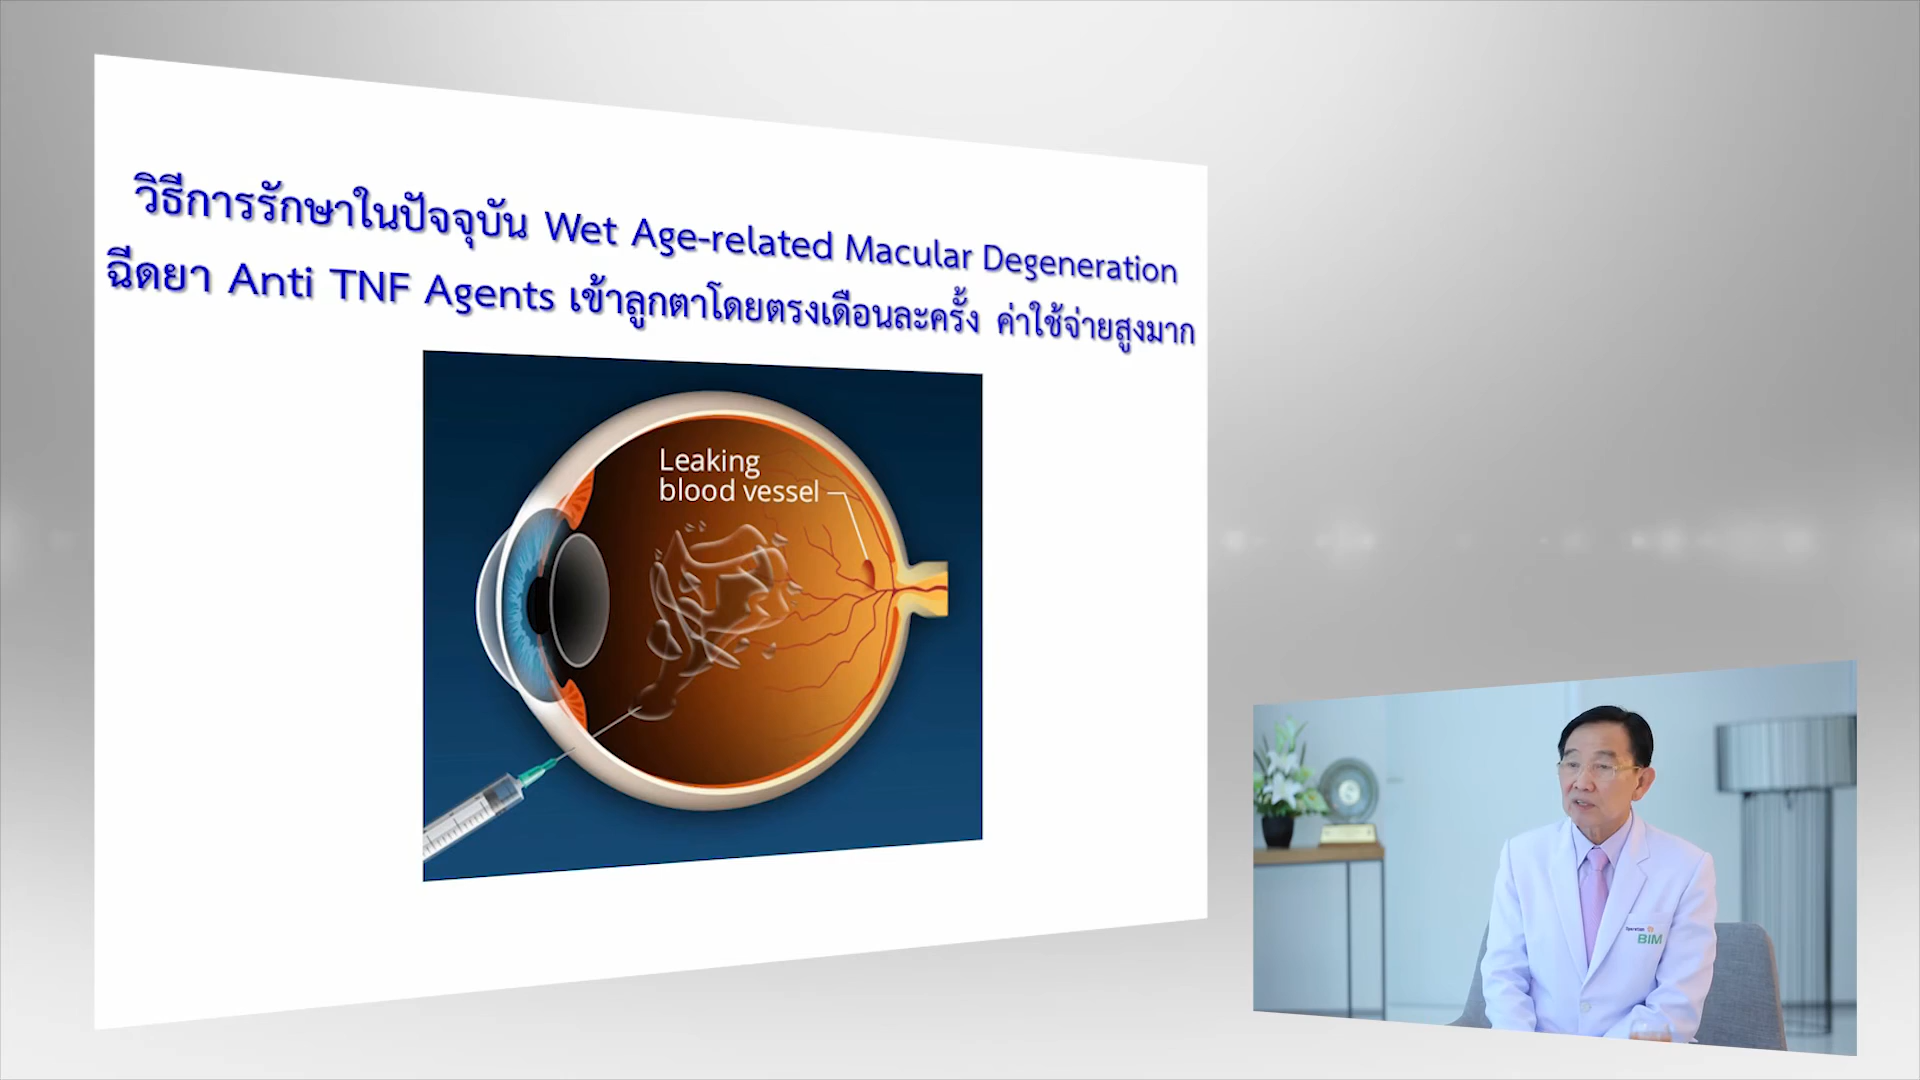 วิธีการรักษาในปัจจุบัน Wet Age-related Macular Degeneration
ฉีดยา Anti TNF Agents เข้าลูกตาโดยตรงเดือนละครั้ง ค่าใช้จ่ายสูงมาก
Leaking
blood vessel
Operation
BIM